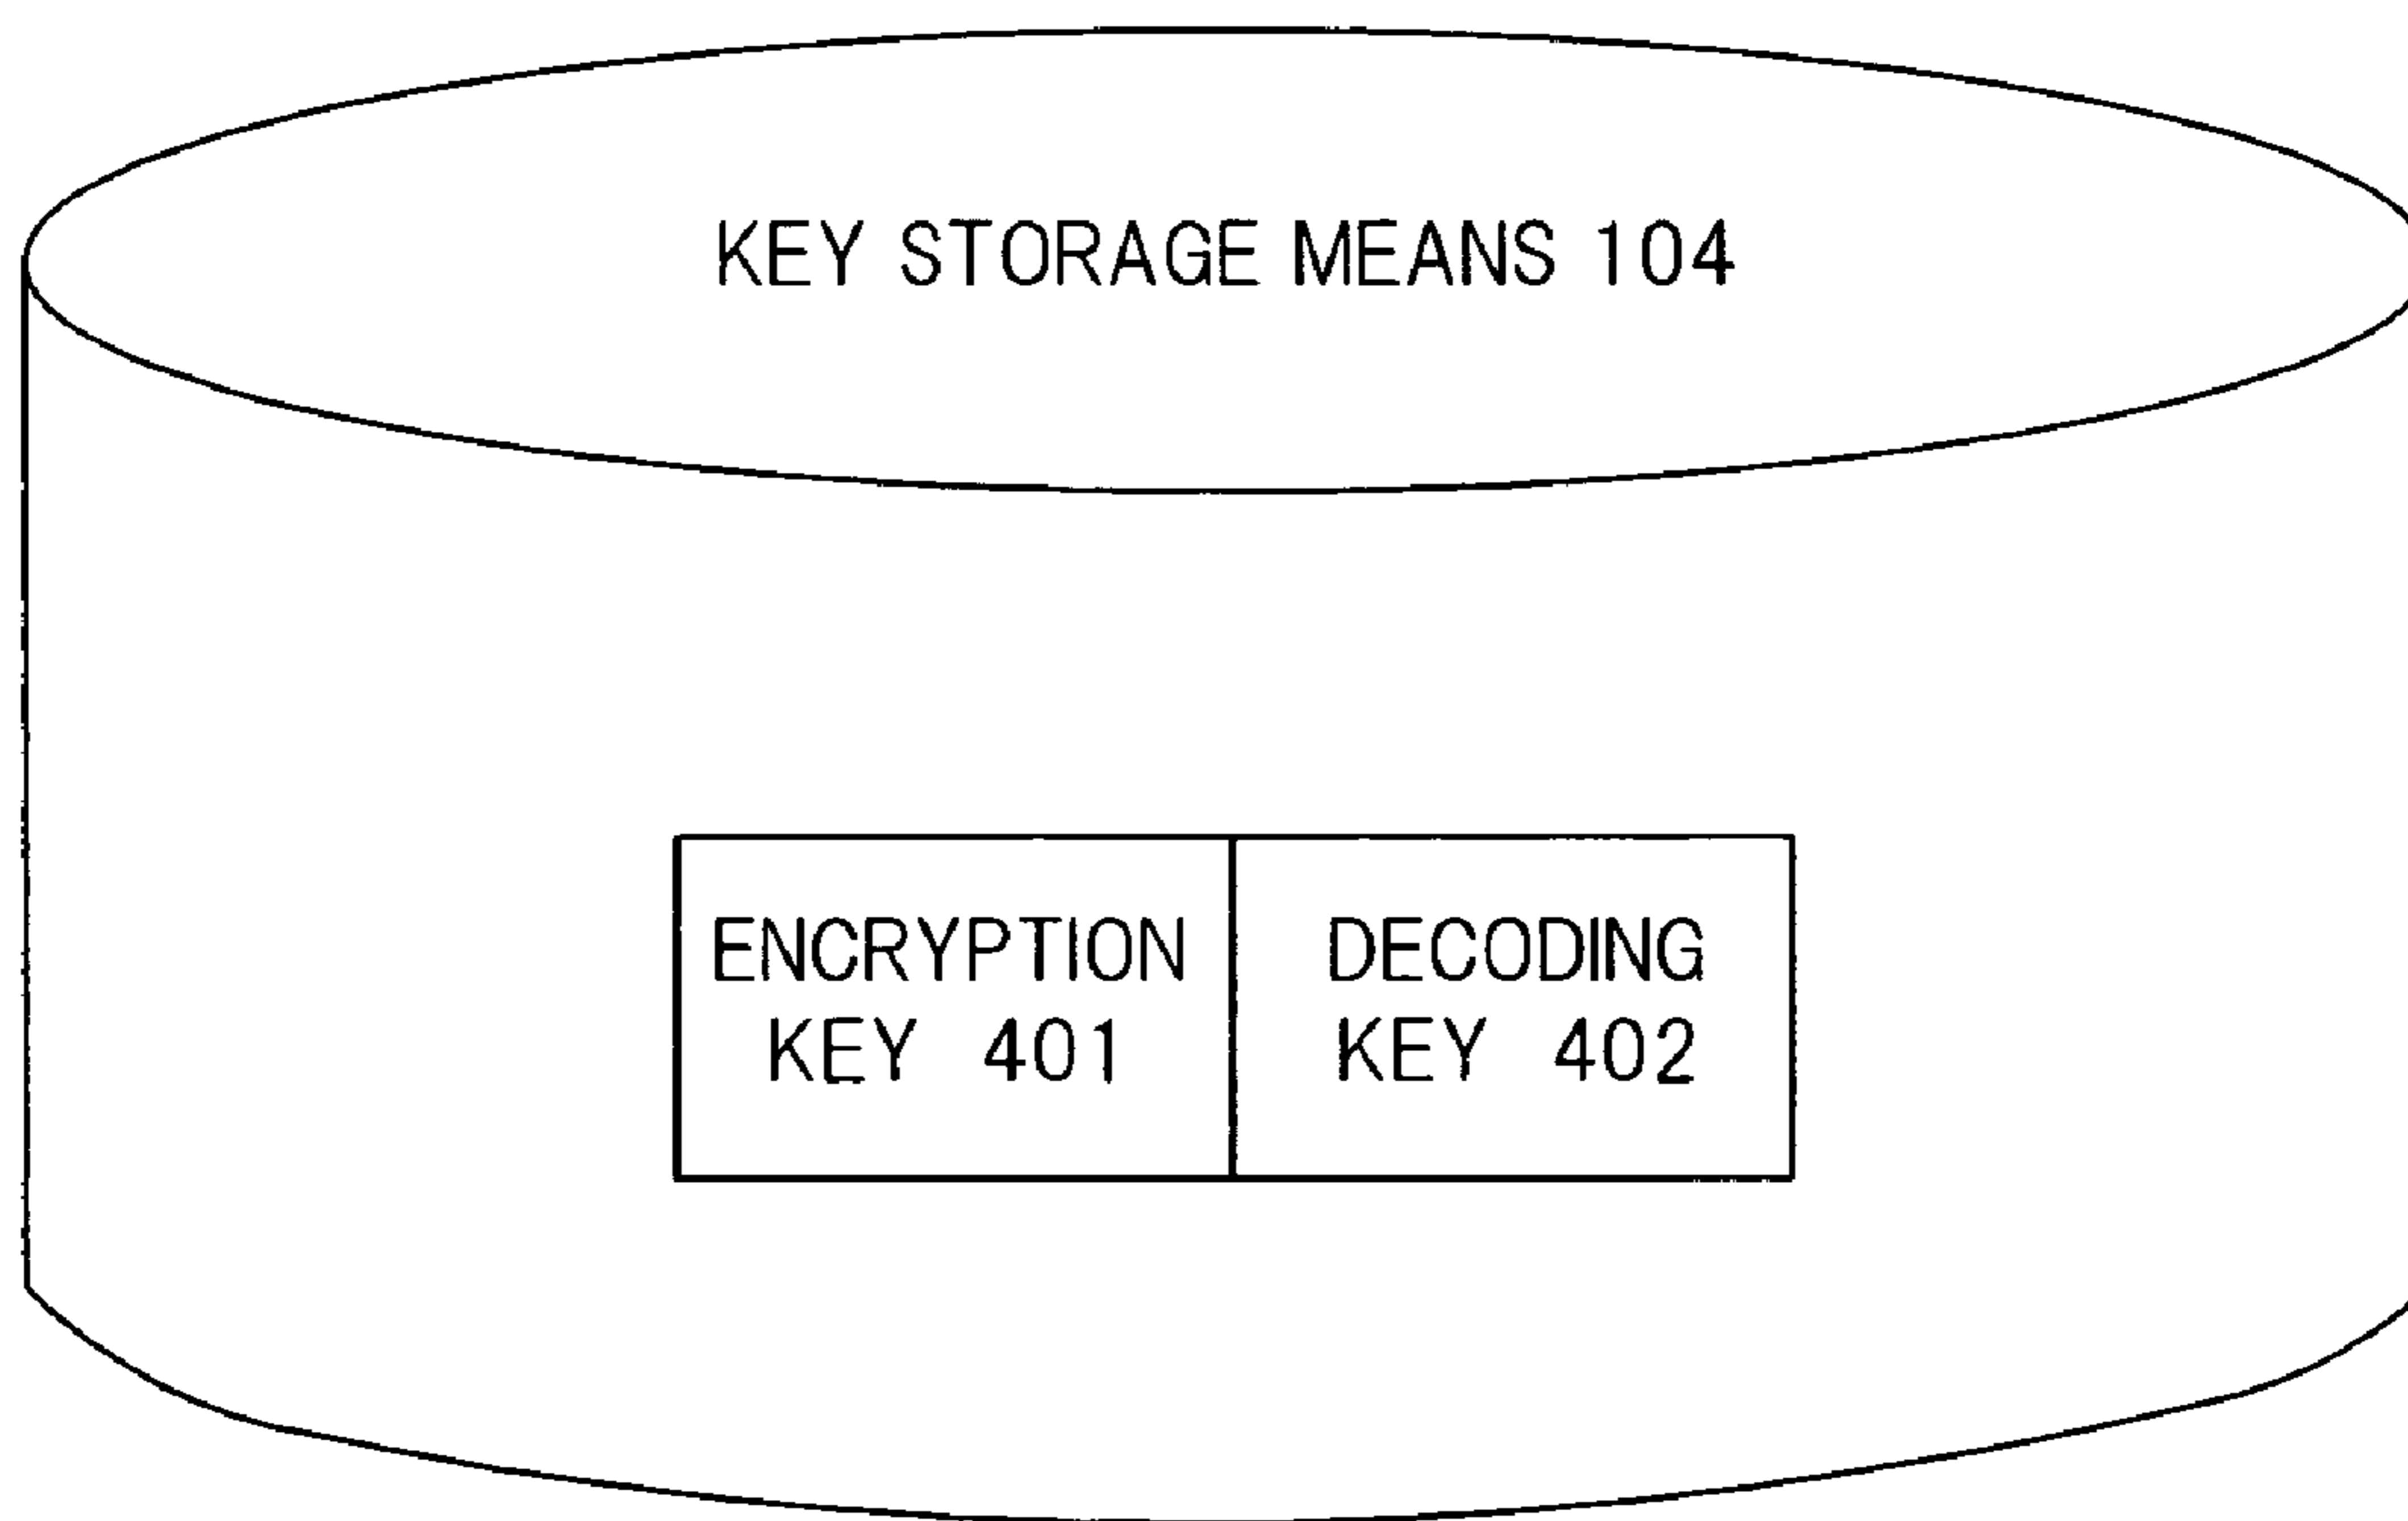 KEY STORAGE MEANS 104
ENCRYPTION
KEY 401
DECODING
KEY 402